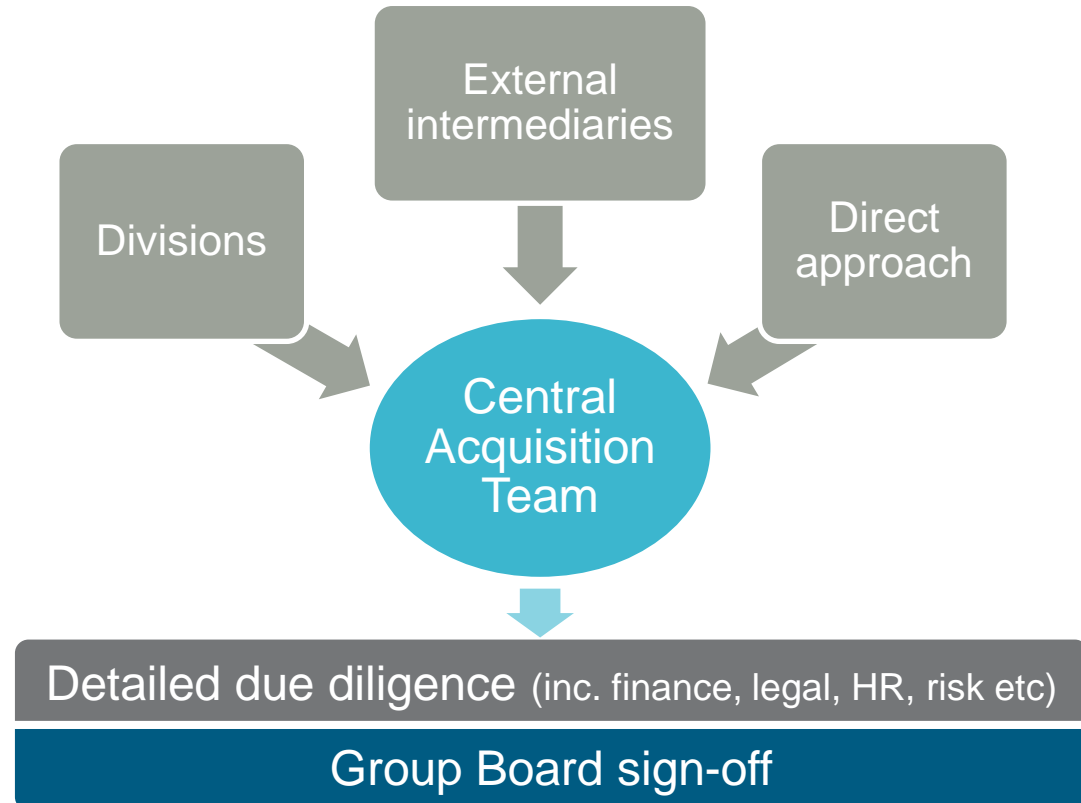 External
intermediaries
Divisions
Direct
approach
Central
Acquisition
Team
Detailed due diligence (inc. finance, legal, HR, risk etc)
Group Board sign-off